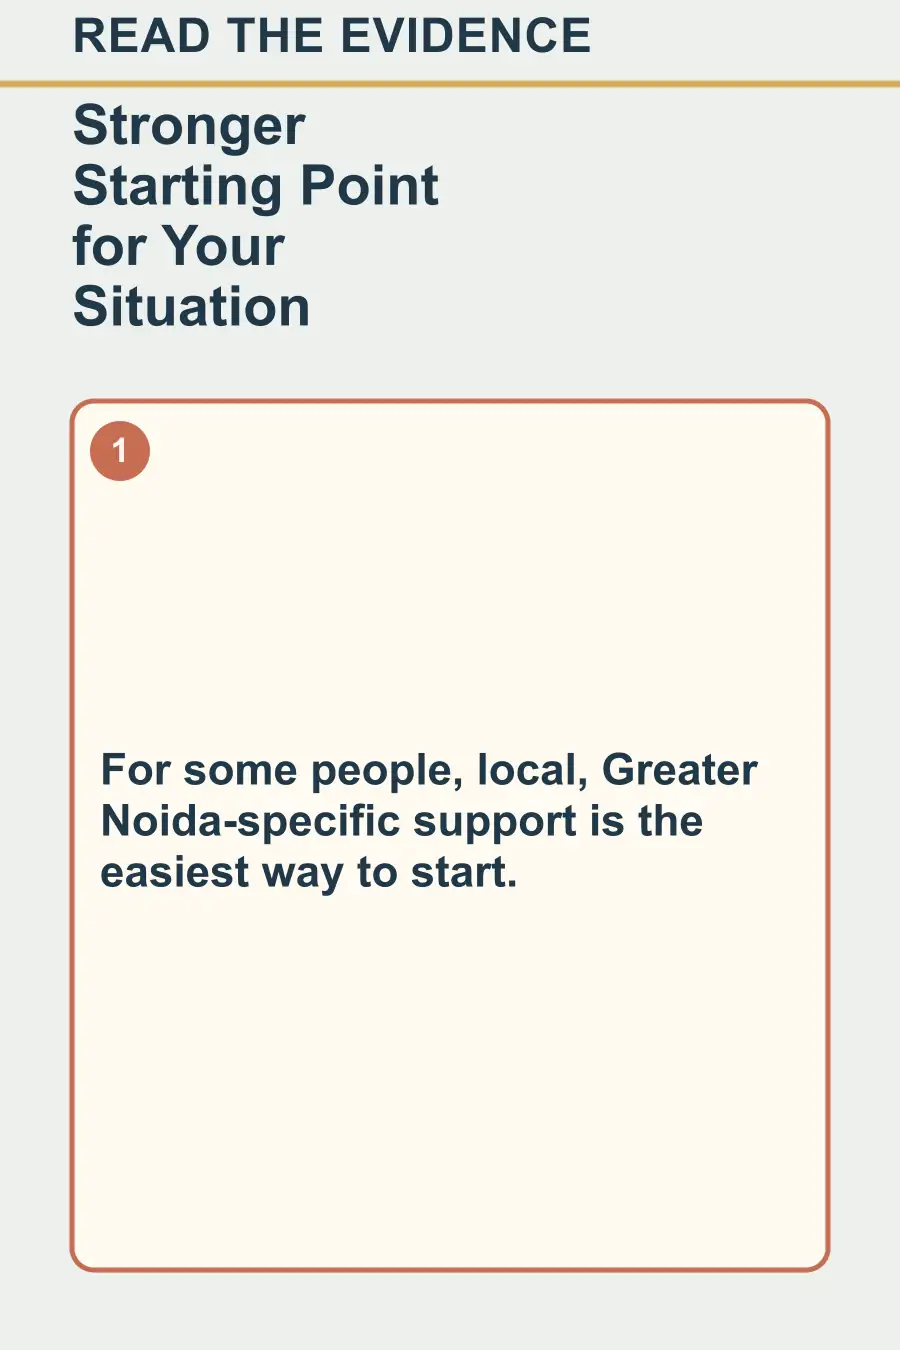 READ THE EVIDENCE
Stronger
Starting Point
for Your
Situation
1
For some people, local, Greater
Noida-specific support is the
easiest way to start.